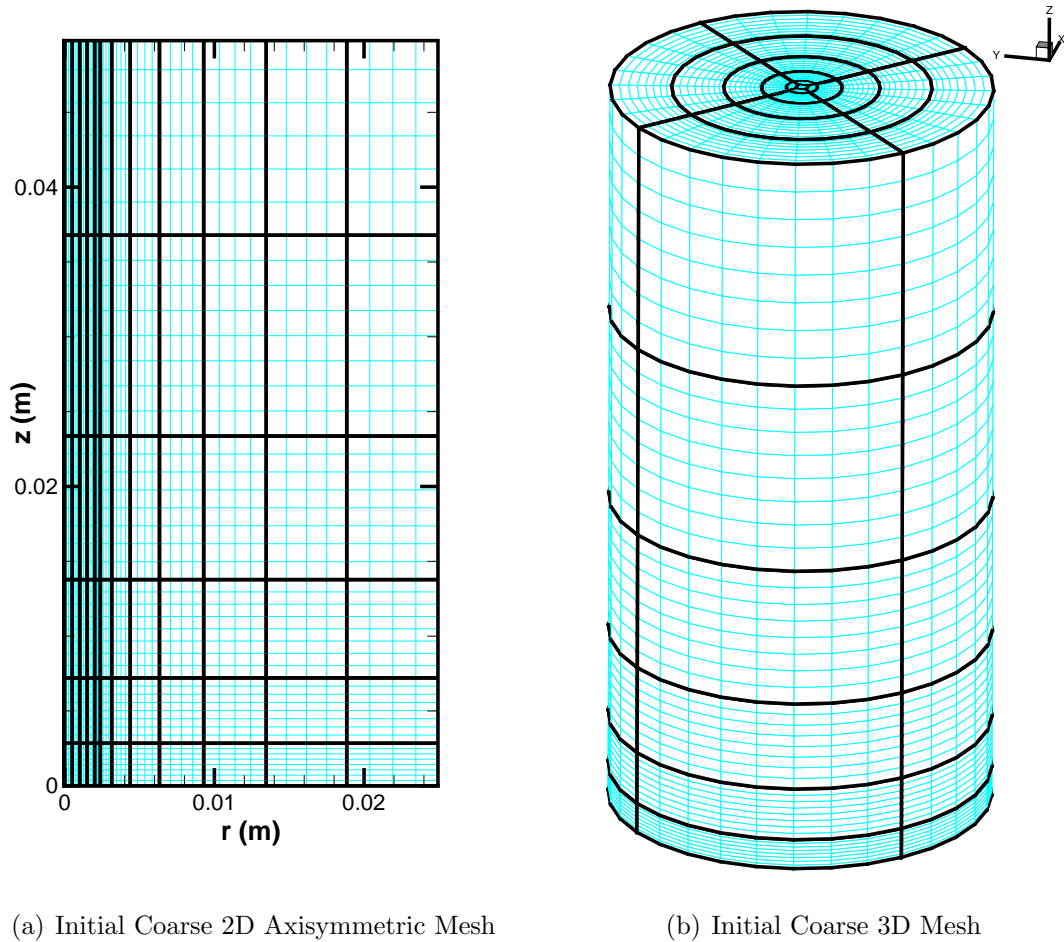 z (m)
0.04
0.02
0
0
0.01
0.02
r (m)
Z
Y
X
(a) Initial Coarse 2D Axisymmetric Mesh
(b) Initial Coarse 3D Mesh